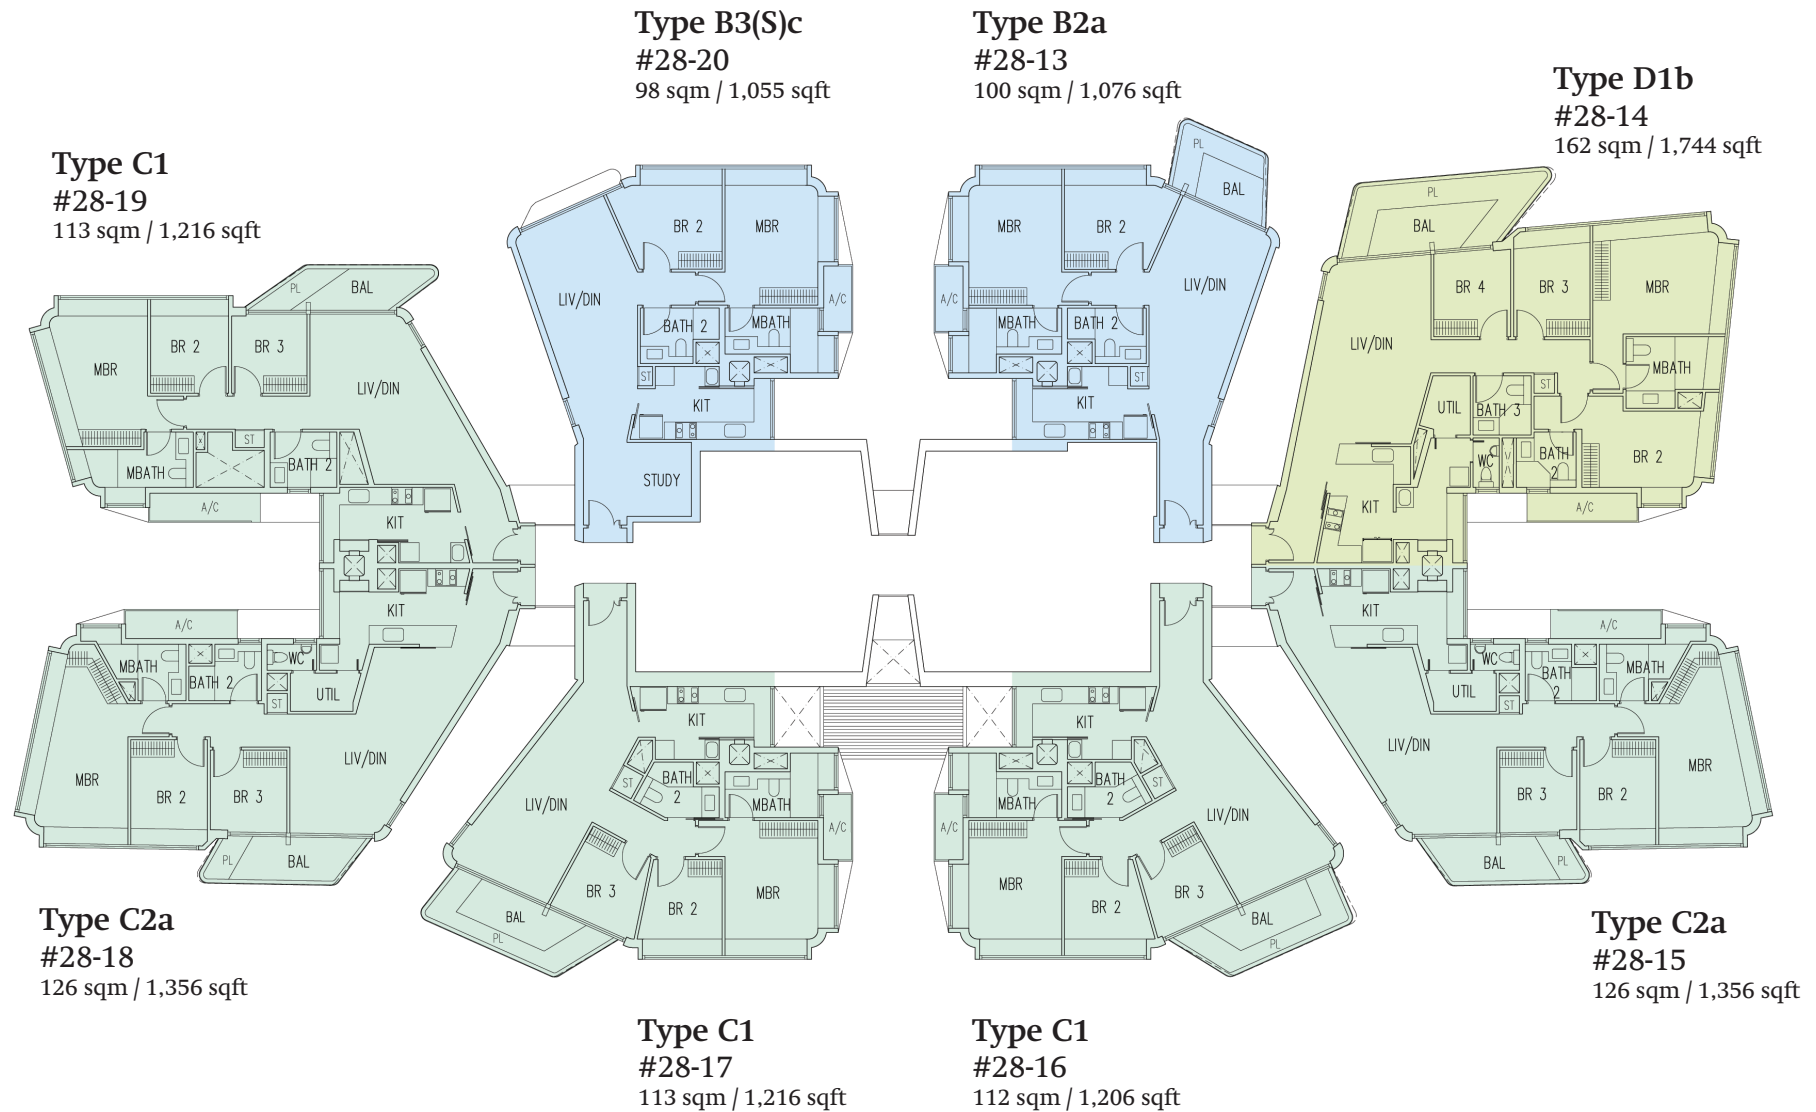 Type B3(S)c
#28-20
98 sqm / 1,055 sqft
Type B2a
#28-13
100 sqm / 1,076 sqft
Type D1b
#28-14
162 sqm / 1,744 sqft
Type C1
#28-19
113 sqm / 1,216 sqft
PL
BAL
MBR
BR 2
BR 3
LIV/DIN
MBATH
ST
BATH 2
A/C
KIT
BR 2
MBR
LIV/DIN
A/C
BATH 2
MBATH
ST
KIT
STUDY
PL
BAL
MBR
BR 2
LIV/DIN
A/C
MBATH
BATH 2
ST
KIT
PL
BAL
BR 4
BR 3
MBR
LIV/DIN
MBATH
ST
UTIL
BATH 3
WC
BATH
2
BR 2
KIT
A/C
KIT
A/C
MBATH
BATH 2
WC
UTIL
ST
MBR
BR 2
BR 3
LIV/DIN
PL
BAL
KIT
BATH
2
ST
MBATH
LIV/DIN
A/C
BR 3
BR 2
MBR
BAL
PL
KIT
MBATH
BATH
2
ST
A/C
LIV/DIN
MBR
BR 2
BR 3
BAL
PL
KIT
A/C
WC
BATH
2
MBATH
UTIL
ST
LIV/DIN
BR 3
BR 2
MBR
BAL
PL
Type C2a
#28-18
126 sqm / 1,356 sqft
Type C2a
#28-15
126 sqm / 1,356 sqft
Type C1
#28-17
113 sqm / 1,216 sqft
Type C1
#28-16
112 sqm / 1,206 sqft